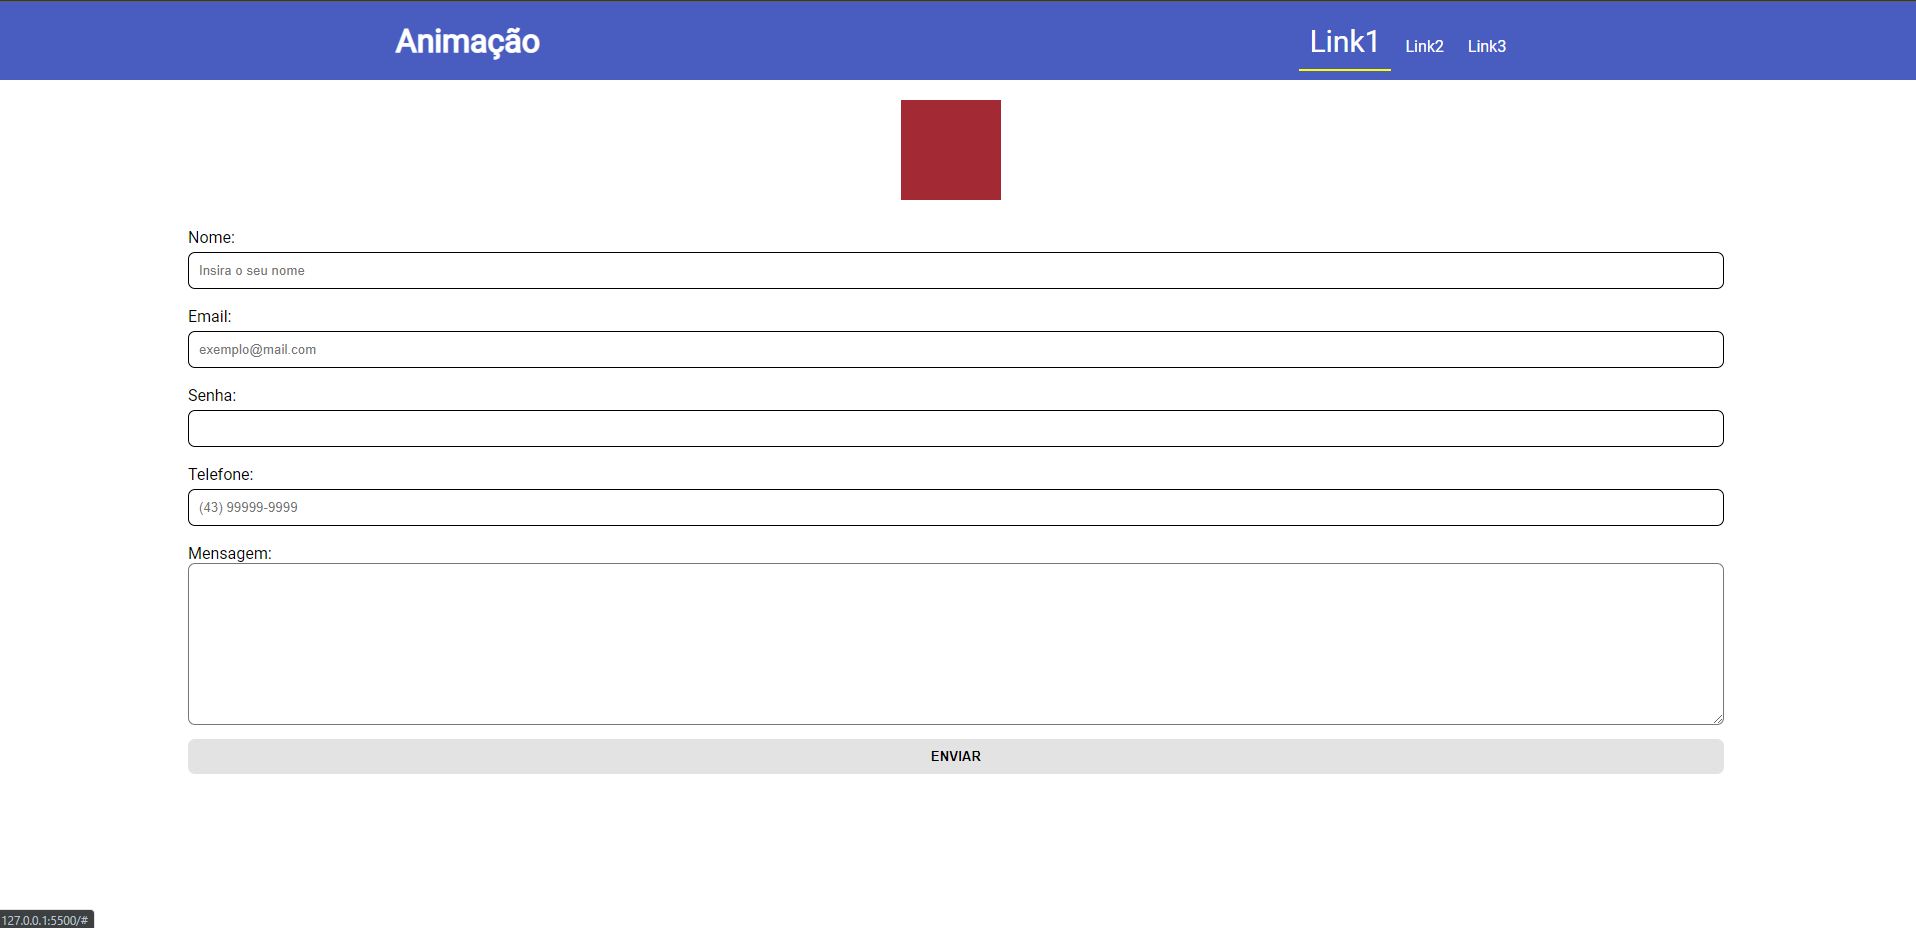 Animação
Link1 Link2 Link3
Nome:
Insira o seu nome
Email:
exemplo@mail.com
Senha:
Telefone:
(43) 99999-9999
Mensagem:
ENVIAR
127.0.0.1:5500/#